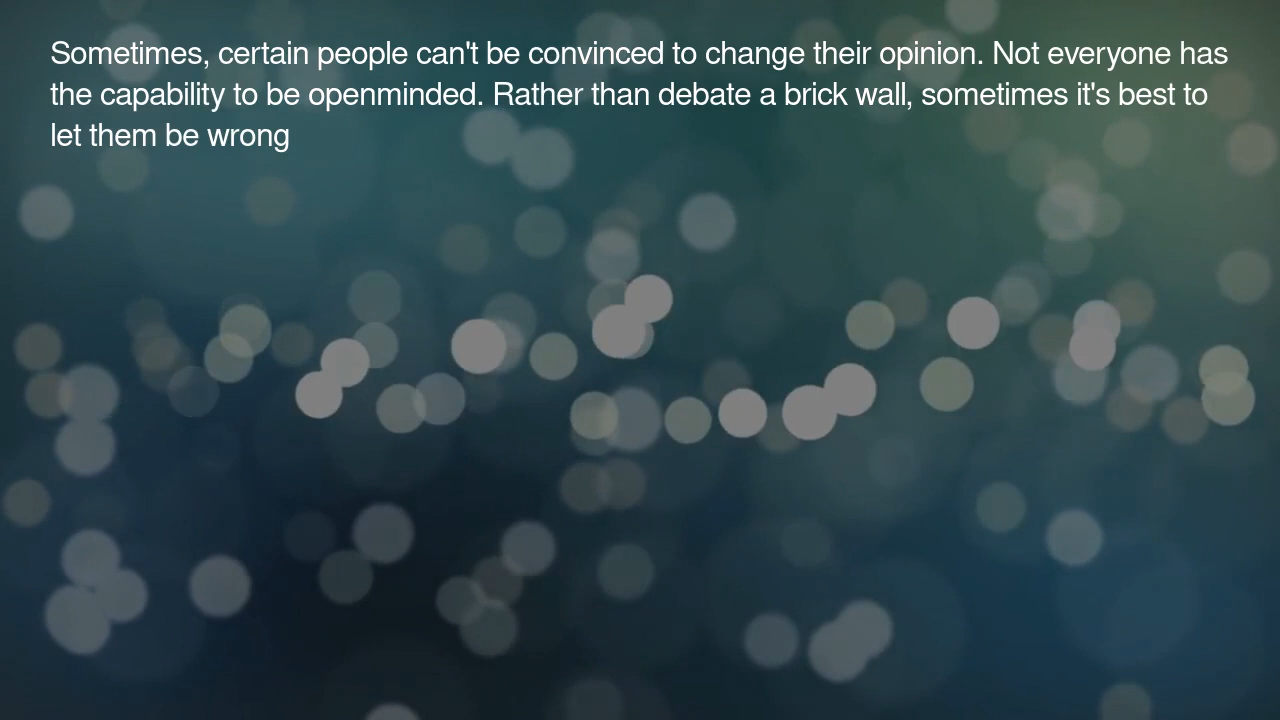 Sometimes, certain people can't be convinced to change their opinion. Not everyone has
the capability to be openminded. Rather than debate a brick wall, sometimes it's best to
let them be wrong